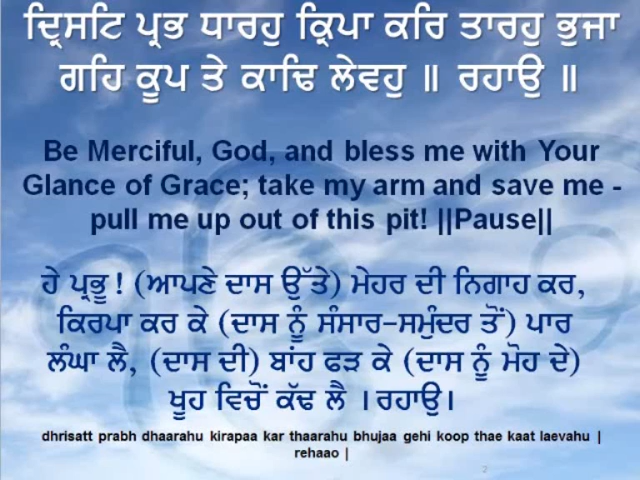 ਦ੍ਰਿਸਟਿ ਪ੍ਰਭ ਧਾਰਹੁ ਕ੍ਰਿਪਾ ਕਰਿ ਤਾਰਹੁ ਭੁਜਾ
ਗਹਿ ਕੂਪ ਤੇ ਕਾਢਿ ਲੇਵਹੁ ॥ ਰਹਾਉ ॥
Be Merciful, God, and bless me with Your
Glance of Grace; take my arm and save me -
pull me up out of this pit! ||Pause||
ਹੇ ਪ੍ਰਭੂ ! (ਆਪਣੇ ਦਾਸ ਉੱਤੇ) ਮੇਹਰ ਦੀ ਨਿਗਾਹ ਕਰ,
ਕਿਰਪਾ ਕਰ ਕੇ (ਦਾਸ ਨੂੰ ਸੰਸਾਰ-ਸਮੁੰਦਰ ਤੋਂ) ਪਾਰ
ਲੰਘਾ ਲੈ, (ਦਾਸ ਦੀ) ਬਾਂਹ ਫੜ ਕੇ (ਦਾਸ ਨੂੰ ਮੋਹ ਦੇ)
ਖੂਹ ਵਿਚੋਂ ਕੱਢ ਲੈ । ਰਹਾਉ।
dhrisatt prabh dhaarahu kirapaa kar thaarahu bhujaa gehi koop thae kaat laevahu |
rehaao |